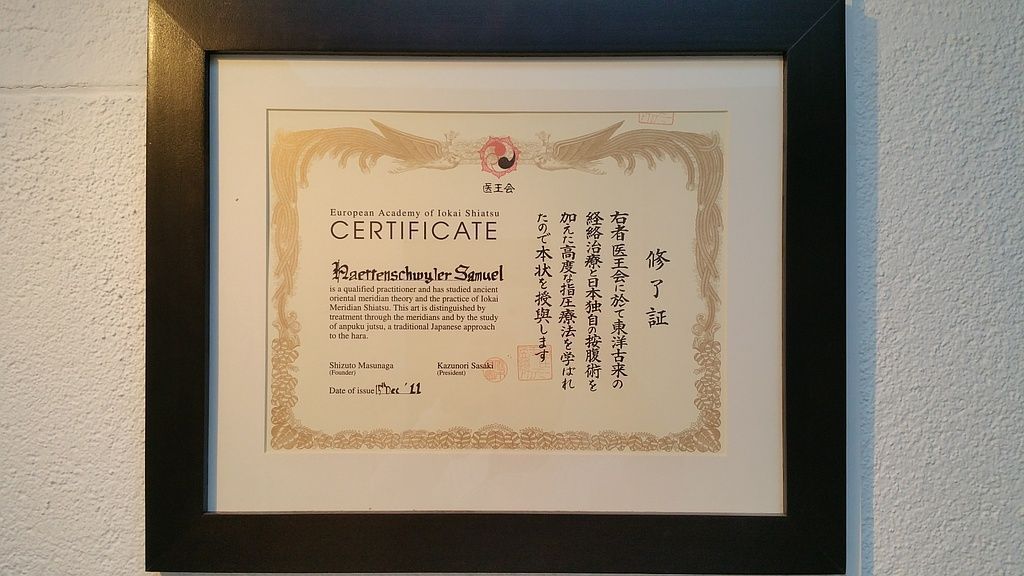 医王会
European Academy of Iokai Shiatsu
CERTIFICATE
Haettenschwyler Samuel
is a qualified practitioner and has studied ancient
oriental meridian theory and the practice of Iokai
Meridian Shiatsu. This art is distinguished by
treatment through the meridians and by the study
of anpuku jutsu, a traditional Japanese approach
to the hara.
Shizuto Masunaga
(Founder)
Kazunori Sasaki
(President)
Date of issue 15th Dec '11
修了証
右者医王会に於て東洋古来の
経絡治療と日本独自の按腹術を
加えた高度な指圧療法を学ばれ
たので本状を授與します